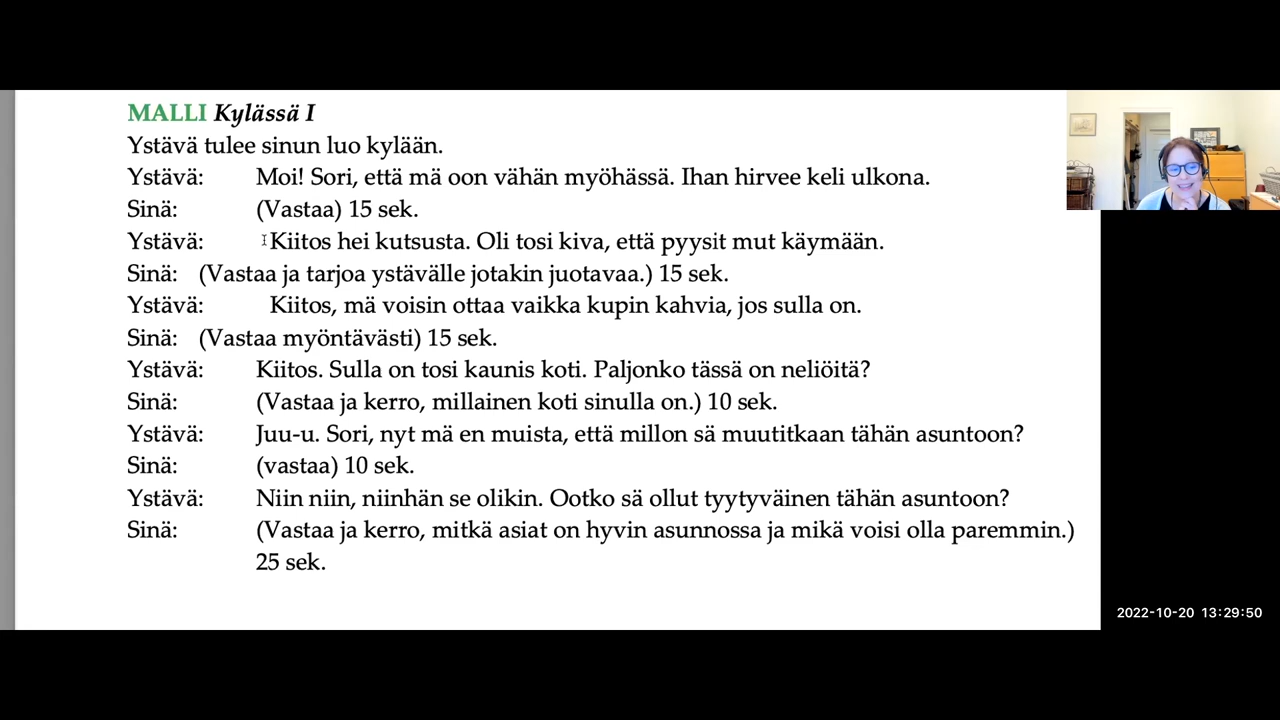 MALLI Kylässä I
Ystävä tulee sinun luo kylään.
Ystävä: Moi! Sori, että mä oon vähän myöhässä. Ihan hirvee keli ulkona.
Sinä: (Vastaa) 15 sek.
Ystävä: Kiitos hei kutsusta. Oli tosi kiva, että pyysit mut käymään.
Sinä: (Vastaa ja tarjoa ystävälle jotakin juotavaa.) 15 sek.
Ystävä: Kiitos, mä voisin ottaa vaikka kupin kahvia, jos sulla on.
Sinä: (Vastaa myöntävästi) 15 sek.
Ystävä: Kiitos. Sulla on tosi kaunis koti. Paljonko tässä on neliöitä?
Sinä: (Vastaa ja kerro, millainen koti sinulla on.) 10 sek.
Ystävä: Juu-u. Sori, nyt mä en muista, että millon sä muutitkaan tähän asuntoon?
Sinä: (vastaa) 10 sek.
Ystävä: Niin niin, niinhän se olikin. Ootko sä ollut tyytyväinen tähän asuntoon?
Sinä: (Vastaa ja kerro, mitkä asiat on hyvin asunnossa ja mikä voisi olla paremmin.)
25 sek.
2022-10-20 13:29:50